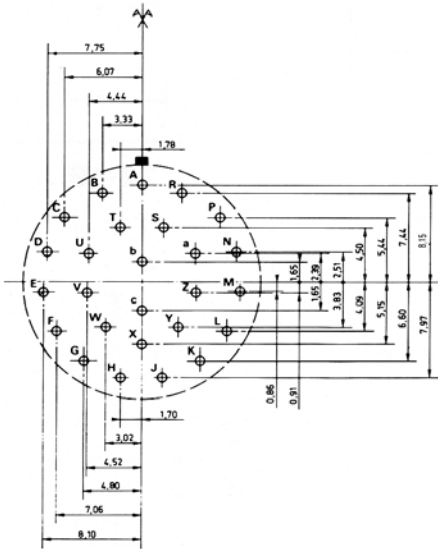 7,75
6,07
4,44
3,33
1,78
A
B
R
C
P
T
S
D
U
b
a
N
E
V
Z
M
c
F
W
Y
L
X
G
K
H
J
1,65
2,39
2,51
4,50
5,44
7,44
8,15
0,86
0,91
1,65
3,83
4,09
5,15
6,60
7,97
1,70
3,02
4,52
4,80
7,06
8,10